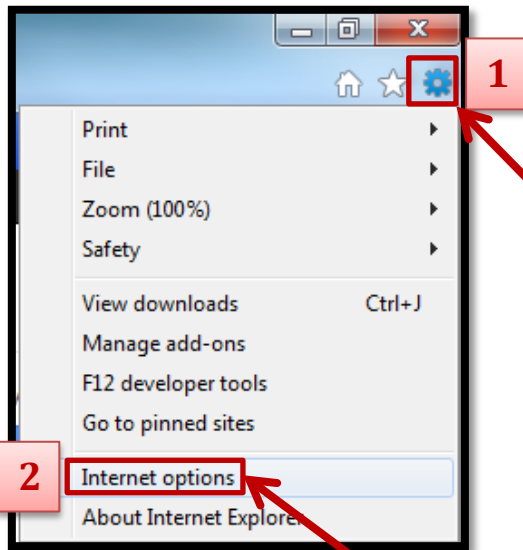 1
Print
File
Zoom (100%)
Safety
View downloads Ctrl+J
Manage add-ons
F12 developer tools
Go to pinned sites
2 Internet options
About Internet Explorer